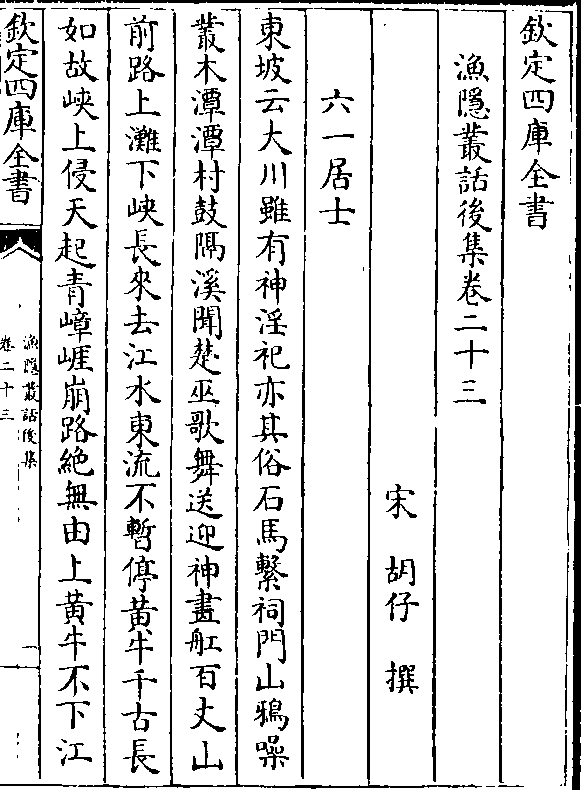 欽定四庫全書
漁隱叢話後集卷二十三
宋 胡仔 撰
六一居士
東坡云大川雖有神淫祀亦其俗石馬繫祠門山鴉噪
叢木潭潭村鼓隔溪聞楚巫歌舞送迎神畫舡百丈山
前路上灘下峽長來去江水東流不暫停黃牛千古長
如故峽上侵天起青嶂崖崩路絶無由上黃牛不下江
欽定四庫全書
漁隱叢話後集
卷二十三
一